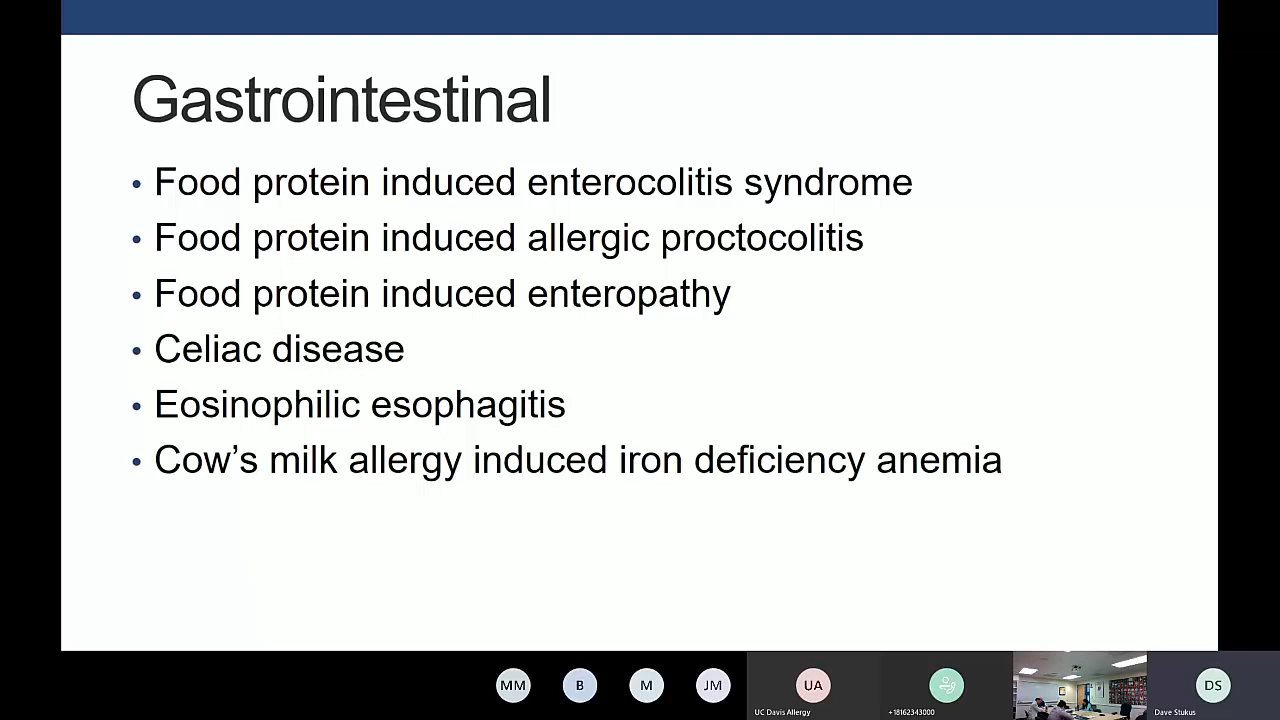 Gastrointestinal
• Food protein induced enterocolitis syndrome
• Food protein induced allergic proctocolitis
• Food protein induced enteropathy
• Celiac disease
• Eosinophilic esophagitis
• Cow’s milk allergy induced iron deficiency anemia
MM B M JM UA DS
UC Davis Allergy +18162343000 Dave Stukus